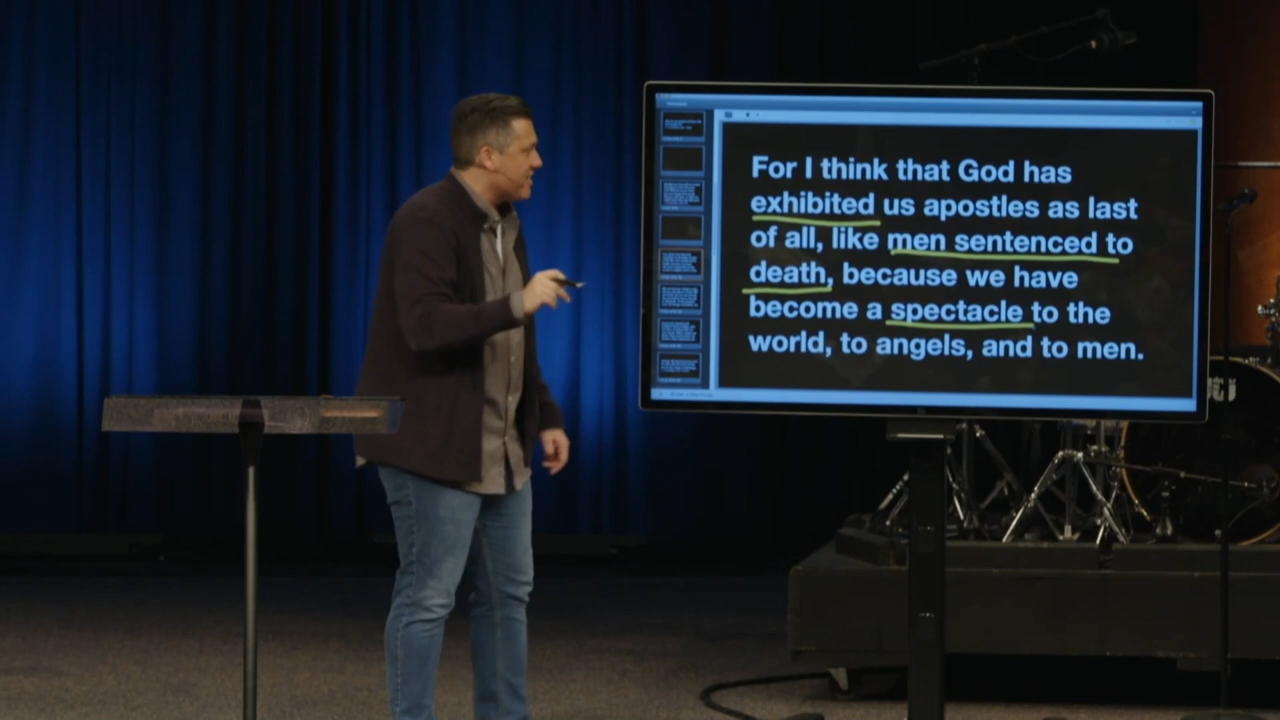 For I think that God has
exhibited us apostles as last
of all, like men sentenced to
death, because we have
become a spectacle to the
world, to angels, and to men.